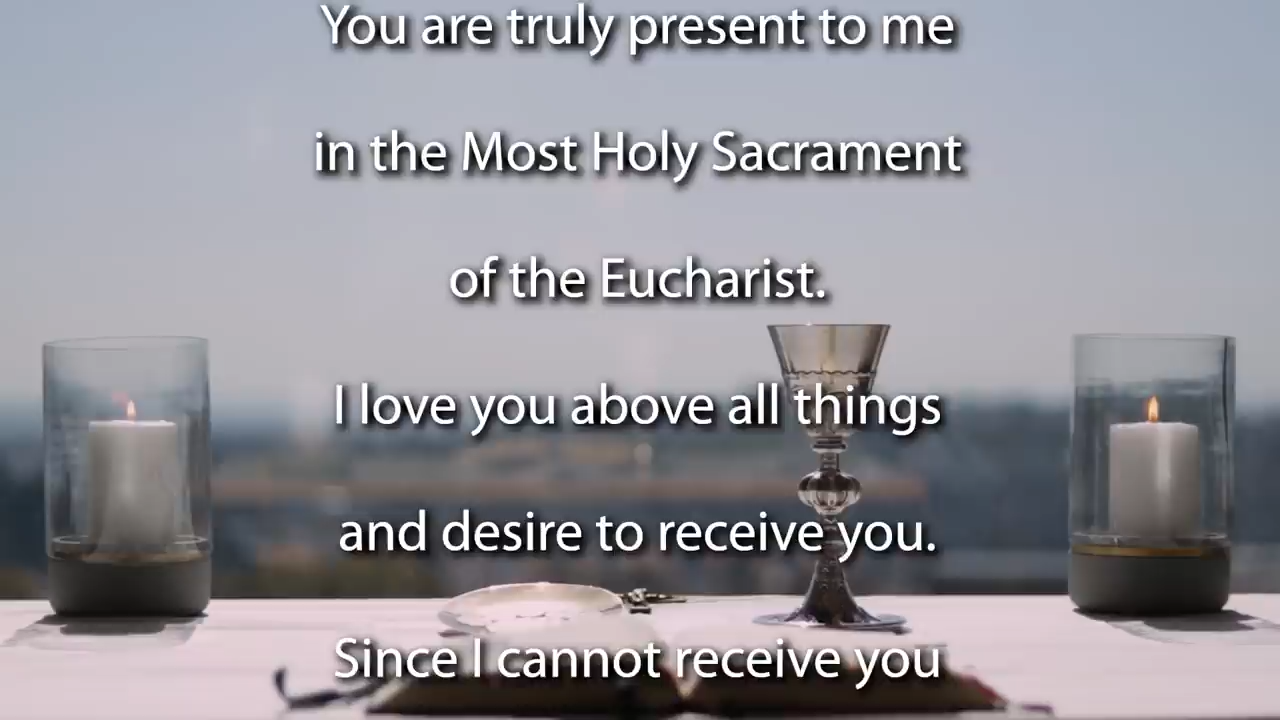 You are truly present to me
in the Most Holy Sacrament
of the Eucharist.
I love you above all things
and desire to receive you.
Since I cannot receive you